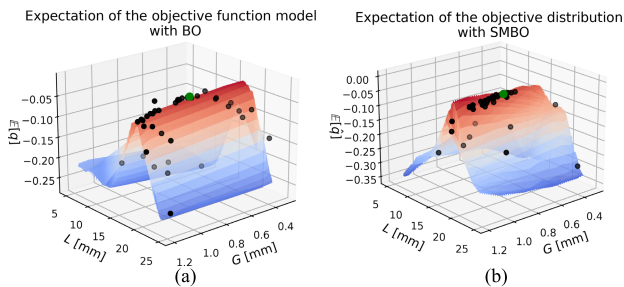 Expectation of the objective function model
with BO
−0.05
−0.10
−0.15
−0.20
−0.25
𝔼[q]
5
10
15
20
25
L [mm]
1.2
1.0
0.8
0.6
0.4
G [mm]
(a)
Expectation of the objective distribution
with SMBO
0.00
−0.05
−0.10
−0.15
−0.20
−0.25
−0.30
−0.35
𝔼[q̂]
5
10
15
20
25
L [mm]
1.2
1.0
0.8
0.6
0.4
G [mm]
(b)